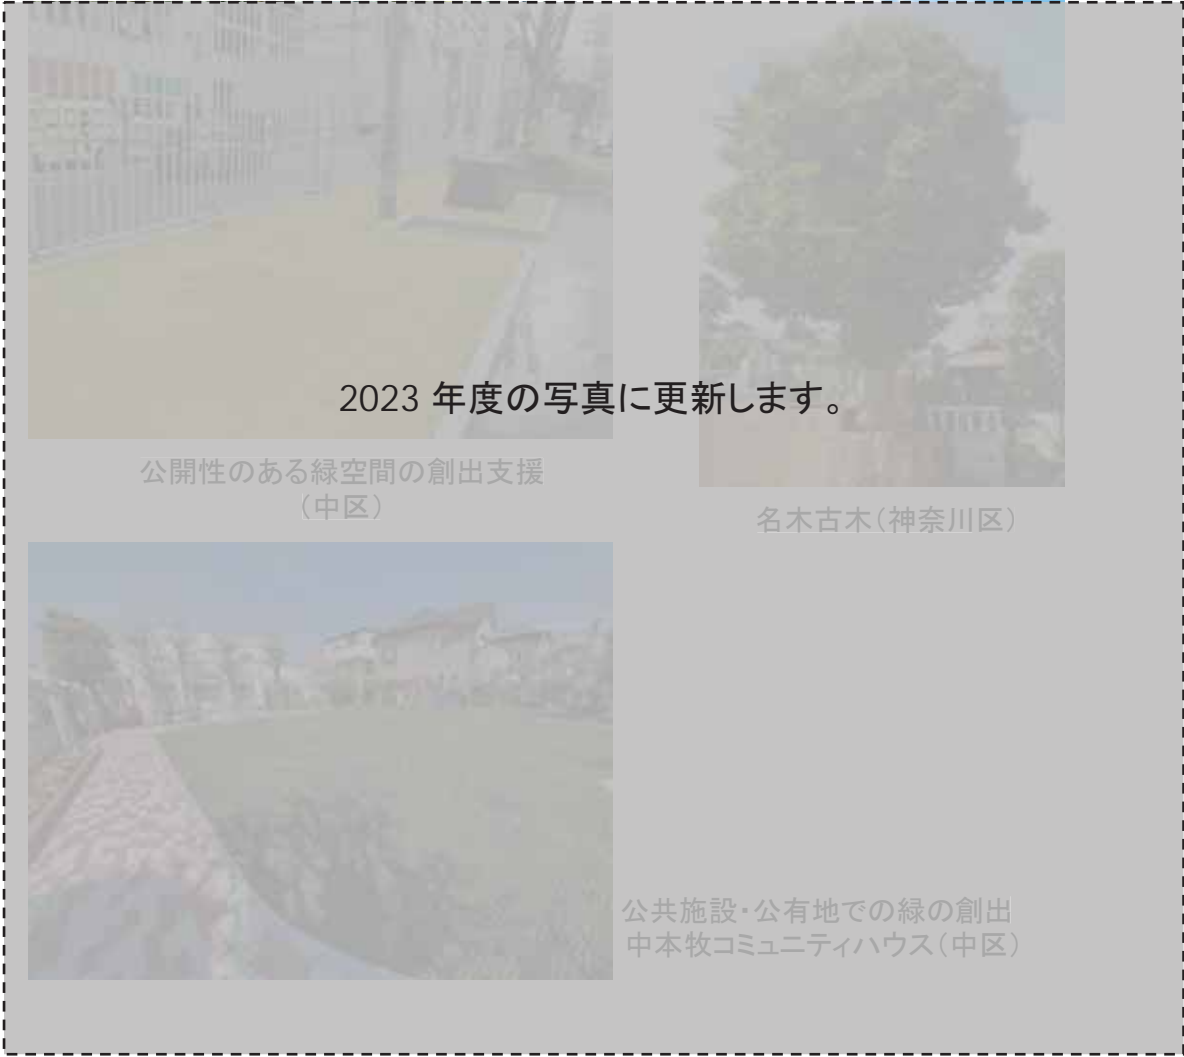 2023 年度の写真に更新します。
公開性のある緑空間の創出支援
（中区）
名木古木（神奈川区）
公共施設・公有地での緑の創出
中本牧コミュニティハウス（中区）